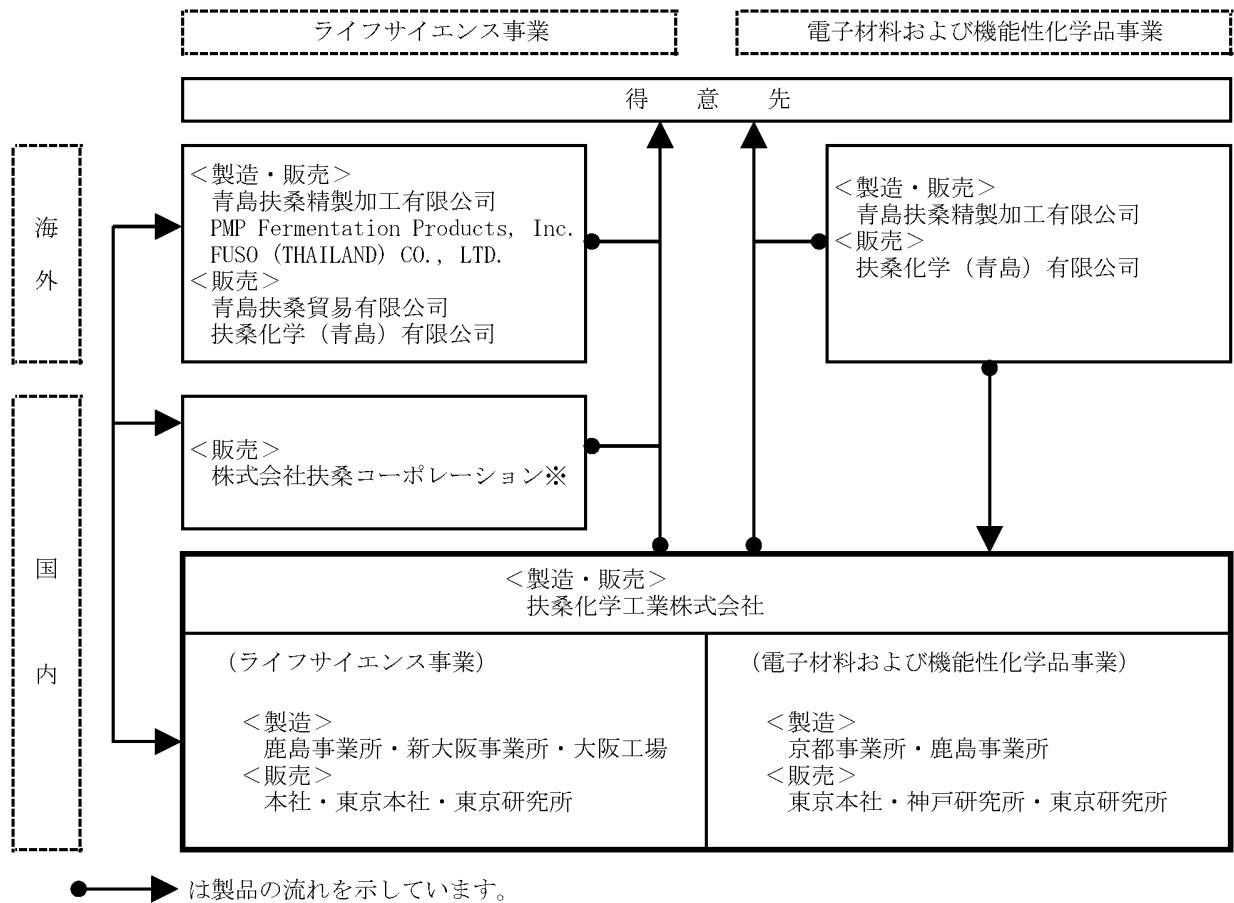 ライフサイエンス事業
電子材料および機能性化学品事業
得意先
海外
＜製造・販売＞
青島扶桑精製加工有限公司
PMP Fermentation Products, Inc.
FUSO (THAILAND) CO., LTD.
＜販売＞
青島扶桑貿易有限公司
扶桑化学（青島）有限公司
＜製造・販売＞
青島扶桑精製加工有限公司
＜販売＞
扶桑化学（青島）有限公司
国内
＜販売＞
株式会社扶桑コーポレーション※
＜製造・販売＞
扶桑化学工業株式会社
（ライフサイエンス事業）
＜製造＞
鹿島事業所・新大阪事業所・大阪工場
＜販売＞
本社・東京本社・東京研究所
（電子材料および機能性化学品事業）
＜製造＞
京都事業所・鹿島事業所
＜販売＞
東京本社・神戸研究所・東京研究所
は製品の流れを示しています。